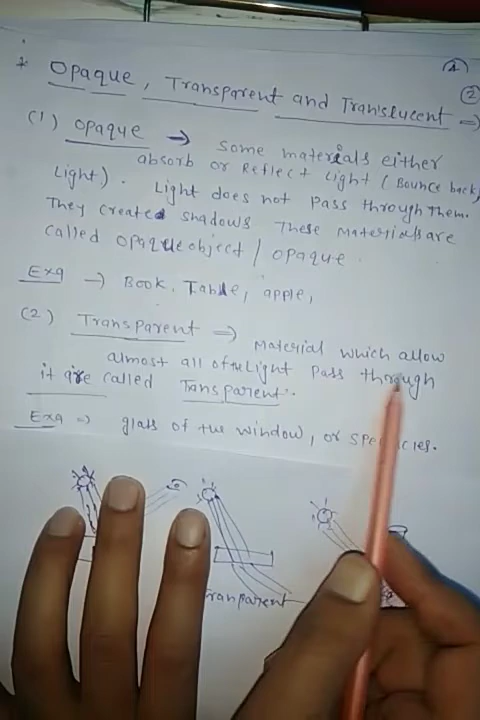 * Opaque, Transparent and Translucent ⇒
(2)
(1) Opaque → Some materials either
absorb or Reflect Light (Bounce back
Light). Light does not pass through them.
They created shadows These Materials are
called opaque object / opaque.
Exa → Book, Table, apple,
(2) Transparent ⇒ Material which allow
almost all of the Light pass through
it are called Transparent.
Exa ⇒ glass of the window, or
Tranparent